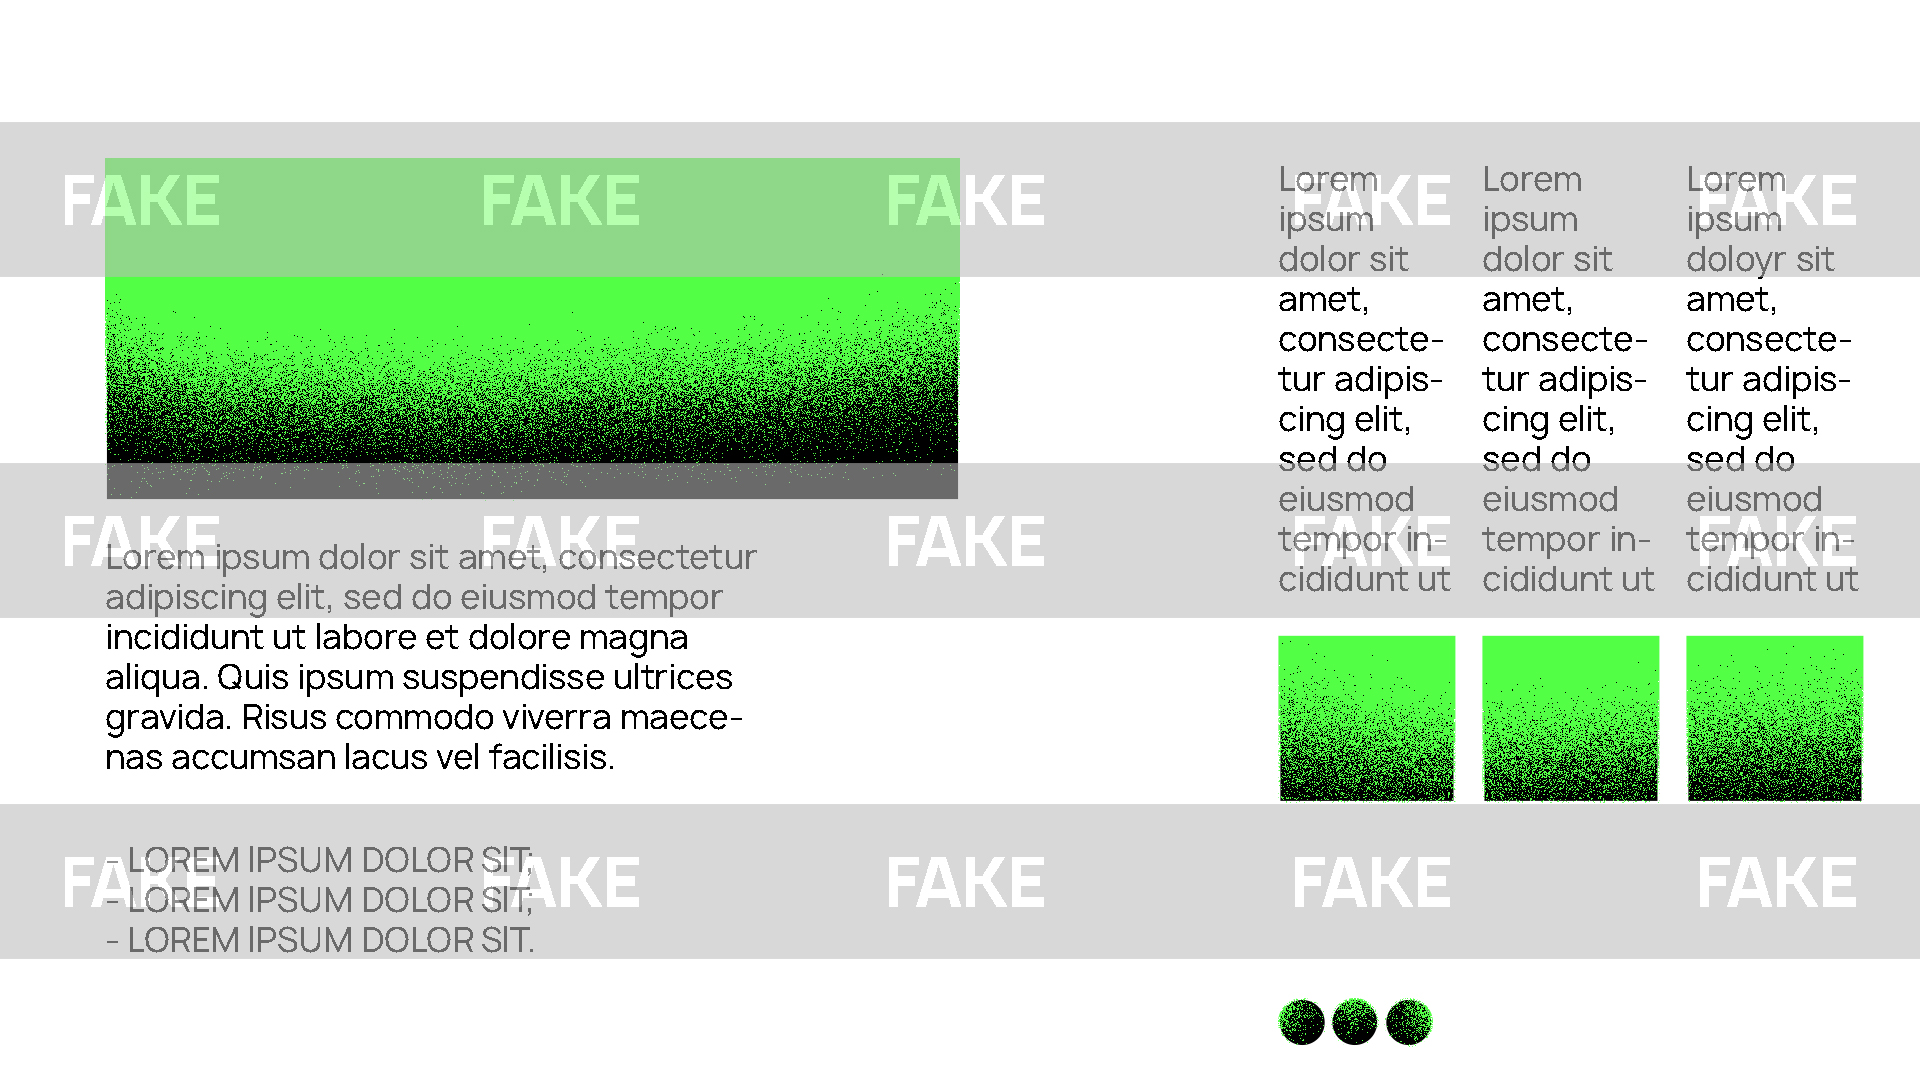 FAKE FAKE FAKE FAKE FAKE
Lorem ipsum dolor sit amet, consectetur
adipiscing elit, sed do eiusmod tempor
incididunt ut labore et dolore magna
aliqua. Quis ipsum suspendisse ultrices
gravida. Risus commodo viverra maece-
nas accumsan lacus vel facilisis.
- LOREM IPSUM DOLOR SIT;
- LOREM IPSUM DOLOR SIT;
- LOREM IPSUM DOLOR SIT.
Lorem
ipsum
dolor sit
amet,
consecte-
tur adipis-
cing elit,
sed do
eiusmod
tempor in-
cididunt ut
Lorem
ipsum
dolor sit
amet,
consecte-
tur adipis-
cing elit,
sed do
eiusmod
tempor in-
cididunt ut
Lorem
ipsum
doloyr sit
amet,
consecte-
tur adipis-
cing elit,
sed do
eiusmod
tempor in-
cididunt ut
FAKE FAKE FAKE FAKE FAKE
FAKE FAKE FAKE FAKE FAKE